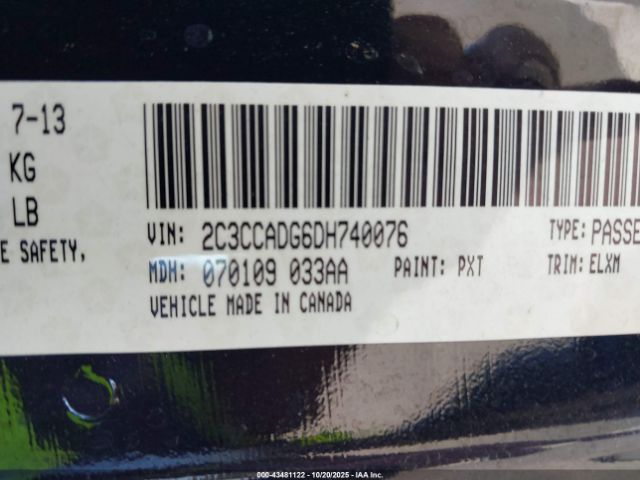 7-13
KG
LB
E SAFETY,
VIN: 2C3CCADG6DH740076 TYPE: PASSE
MDH: 070109 033AA PAINT: PXT TRIM: ELXM
VEHICLE MADE IN CANADA
000-43481122 | 10/20/2025 - IAA Inc.